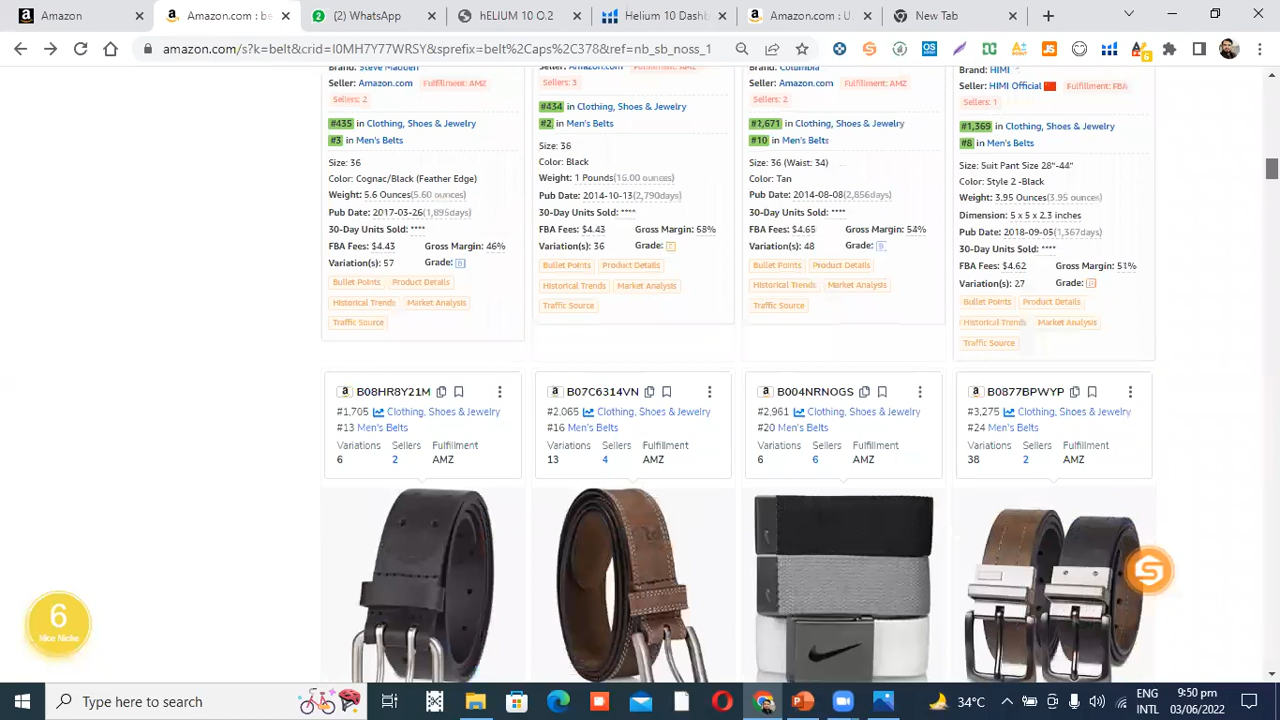 Amazon
Amazon.com : be
(2) WhatsApp
hELIUM 10 O.2
Helium 10 Dashb
Amazon.com : U
New Tab
amazon.com/s?k=belt&crid=I0MH7Y77WRSY&sprefix=belt%2Caps%2C378&ref=nb_sb_noss_1
Brand: Steve Madden
Seller: Amazon.com Fulfillment: AMZ
Sellers: 2
#435 in Clothing, Shoes & Jewelry
#3 in Men's Belts
Size: 36
Color: Cognac/Black (Feather Edge)
Weight: 5.6 Ounces(5.60 ounces)
Pub Date: 2017-03-26(1,895days)
30-Day Units Sold: ****
FBA Fees: $4.43 Gross Margin: 46%
Variation(s): 57 Grade:
Bullet Points Product Details
Historical Trends Market Analysis
Traffic Source
Seller: Amazon.com Fulfillment: AMZ
Sellers: 3
#434 in Clothing, Shoes & Jewelry
#2 in Men's Belts
Size: 36
Color: Black
Weight: 1 Pounds(16.00 ounces)
Pub Date: 2014-10-13(2,790days)
30-Day Units Sold: ****
FBA Fees: $4.43 Gross Margin: 58%
Variation(s): 36 Grade:
Bullet Points Product Details
Historical Trends Market Analysis
Traffic Source
Brand: Columbia
Seller: Amazon.com Fulfillment: AMZ
Sellers: 2
in Clothing, Shoes & Jewelry
#10 in Men's Belts
Size: 36 (Waist: 34)
Color: Tan
Pub Date: 2014-08-08(2,856days)
30-Day Units Sold: ****
FBA Fees: $4.65 Gross Margin: 54%
Variation(s): 48 Grade:
Bullet Points Product Details
Historical Trends Market Analysis
Traffic Source
Brand: HIMI
Seller: HIMI Official Fulfillment: FBA
Sellers: 1
#1,369 in Clothing, Shoes & Jewelry
#8 in Men's Belts
Size: Suit Pant Size 28"-44"
Color: Style 2 -Black
Weight: 3.95 Ounces(3.95 ounces)
Dimension: 5 x 5 x 2.3 inches
Pub Date: 2018-09-05(1,367days)
30-Day Units Sold: ****
FBA Fees: $4.62 Gross Margin: 51%
Variation(s): 27 Grade:
Bullet Points Product Details
Historical Trends Market Analysis
Traffic Source
B08HR8Y21M
#1,705 Clothing, Shoes & Jewelry
#13 Men's Belts
Variations Sellers Fulfillment
6 2 AMZ
B07C6314VN
#2,065 Clothing, Shoes & Jewelry
#16 Men's Belts
Variations Sellers Fulfillment
13 4 AMZ
B004NRNOGS
#2,961 Clothing, Shoes & Jewelry
#20 Men's Belts
Variations Sellers Fulfillment
6 6 AMZ
B0877BPWYP
#3,275 Clothing, Shoes & Jewelry
#24 Men's Belts
Variations Sellers Fulfillment
38 2 AMZ
6
Nice Niche
Type here to search
34°C
ENG
INTL
9:50 pm
03/06/2022